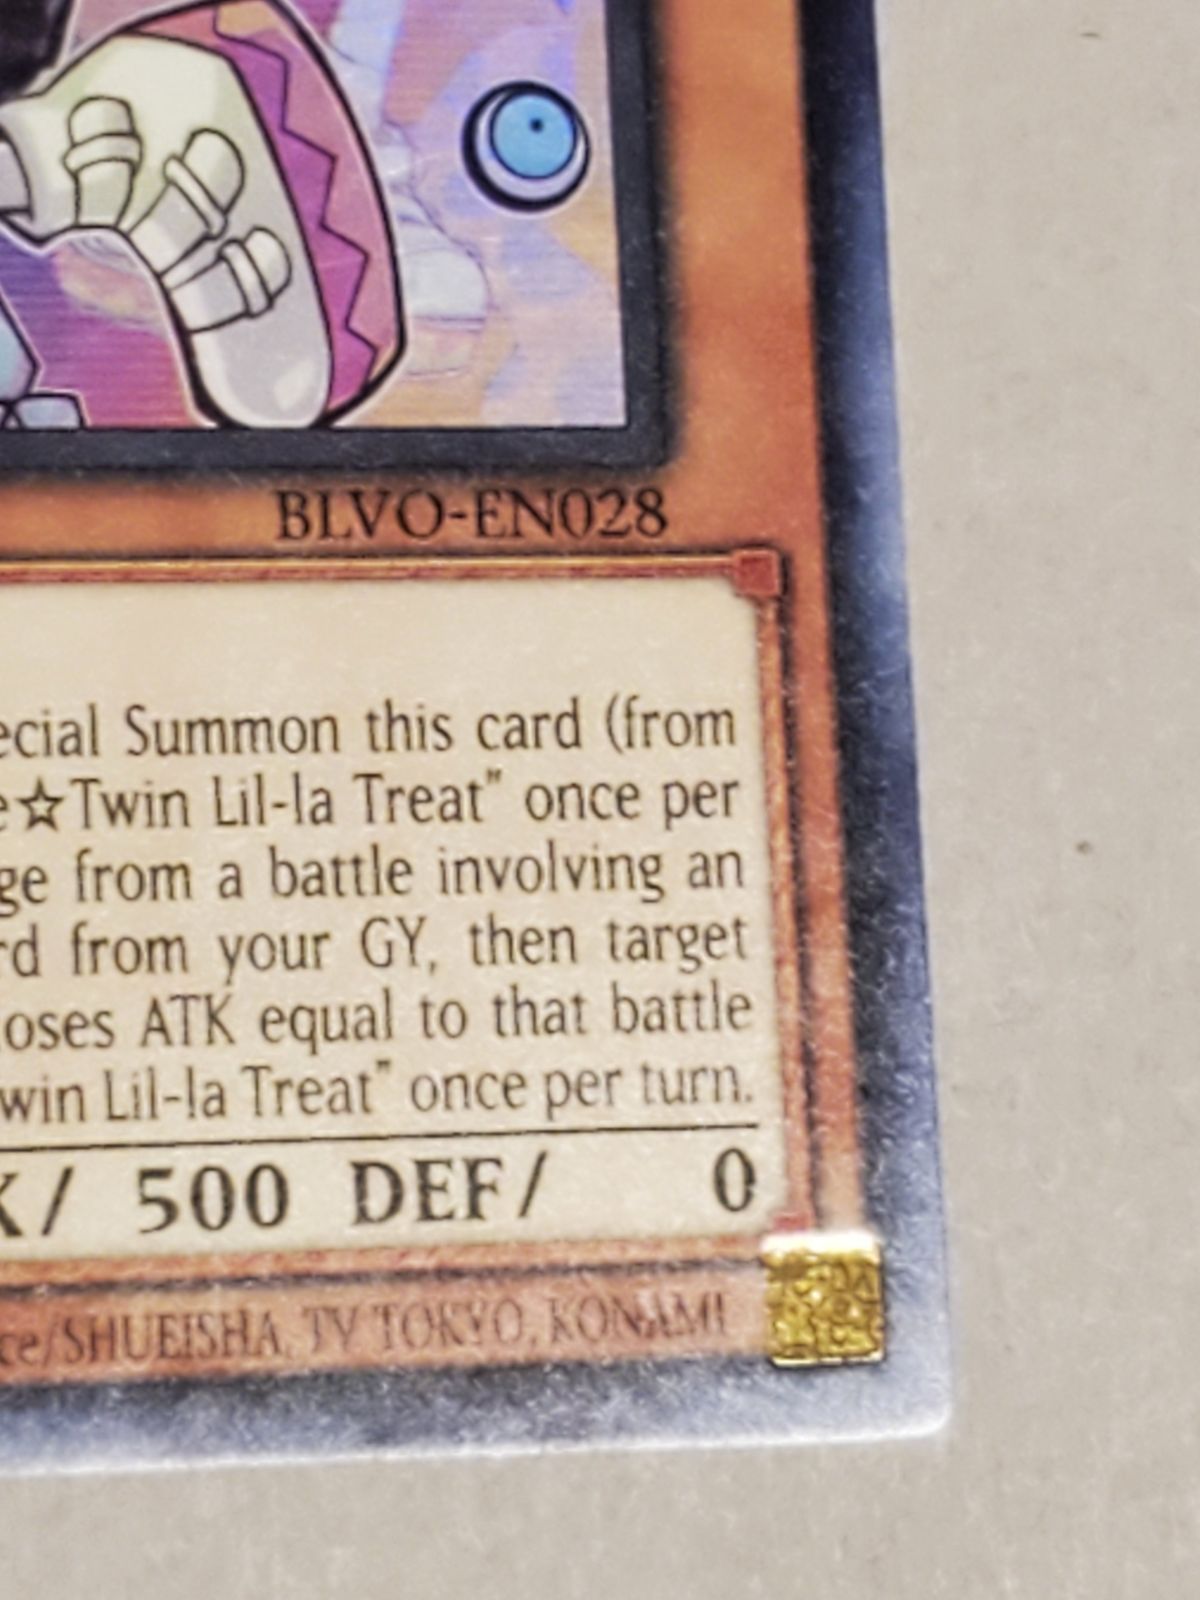 BLVO-EN028
ecial Summon this card (from
e☆Twin Lil-la Treat" once per
ge from a battle involving an
rd from your GY, then target
loses ATK equal to that battle
win Lil-la Treat" once per turn.
K/ 500 DEF/ 0
ce/SHUEISHA, TV TOKYO, KONAMI